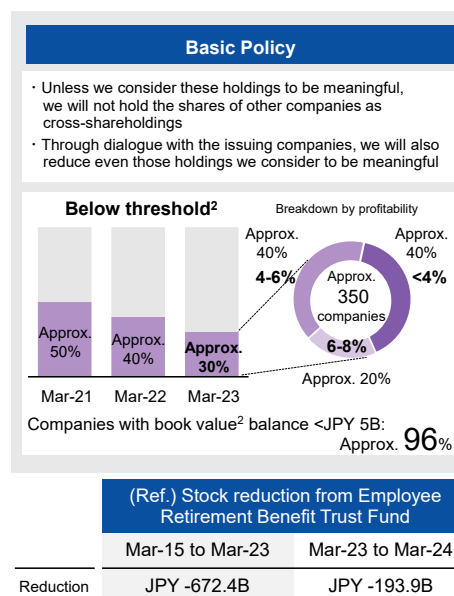 Basic Policy
・Unless we consider these holdings to be meaningful,
we will not hold the shares of other companies as
cross-shareholdings
・Through dialogue with the issuing companies, we will also
reduce even those holdings we consider to be meaningful
Below threshold2
Breakdown by profitability
Approx.
50%
Approx.
40%
Approx.
30%
Mar-21 Mar-22 Mar-23
Approx.
40%
4-6%
Approx.
40%
<4%
Approx.
350
companies
6-8%
Approx. 20%
Companies with book value2 balance <JPY 5B:
Approx. 96%
(Ref.) Stock reduction from Employee
Retirement Benefit Trust Fund
Mar-15 to Mar-23 Mar-23 to Mar-24
Reduction JPY -672.4B JPY -193.9B